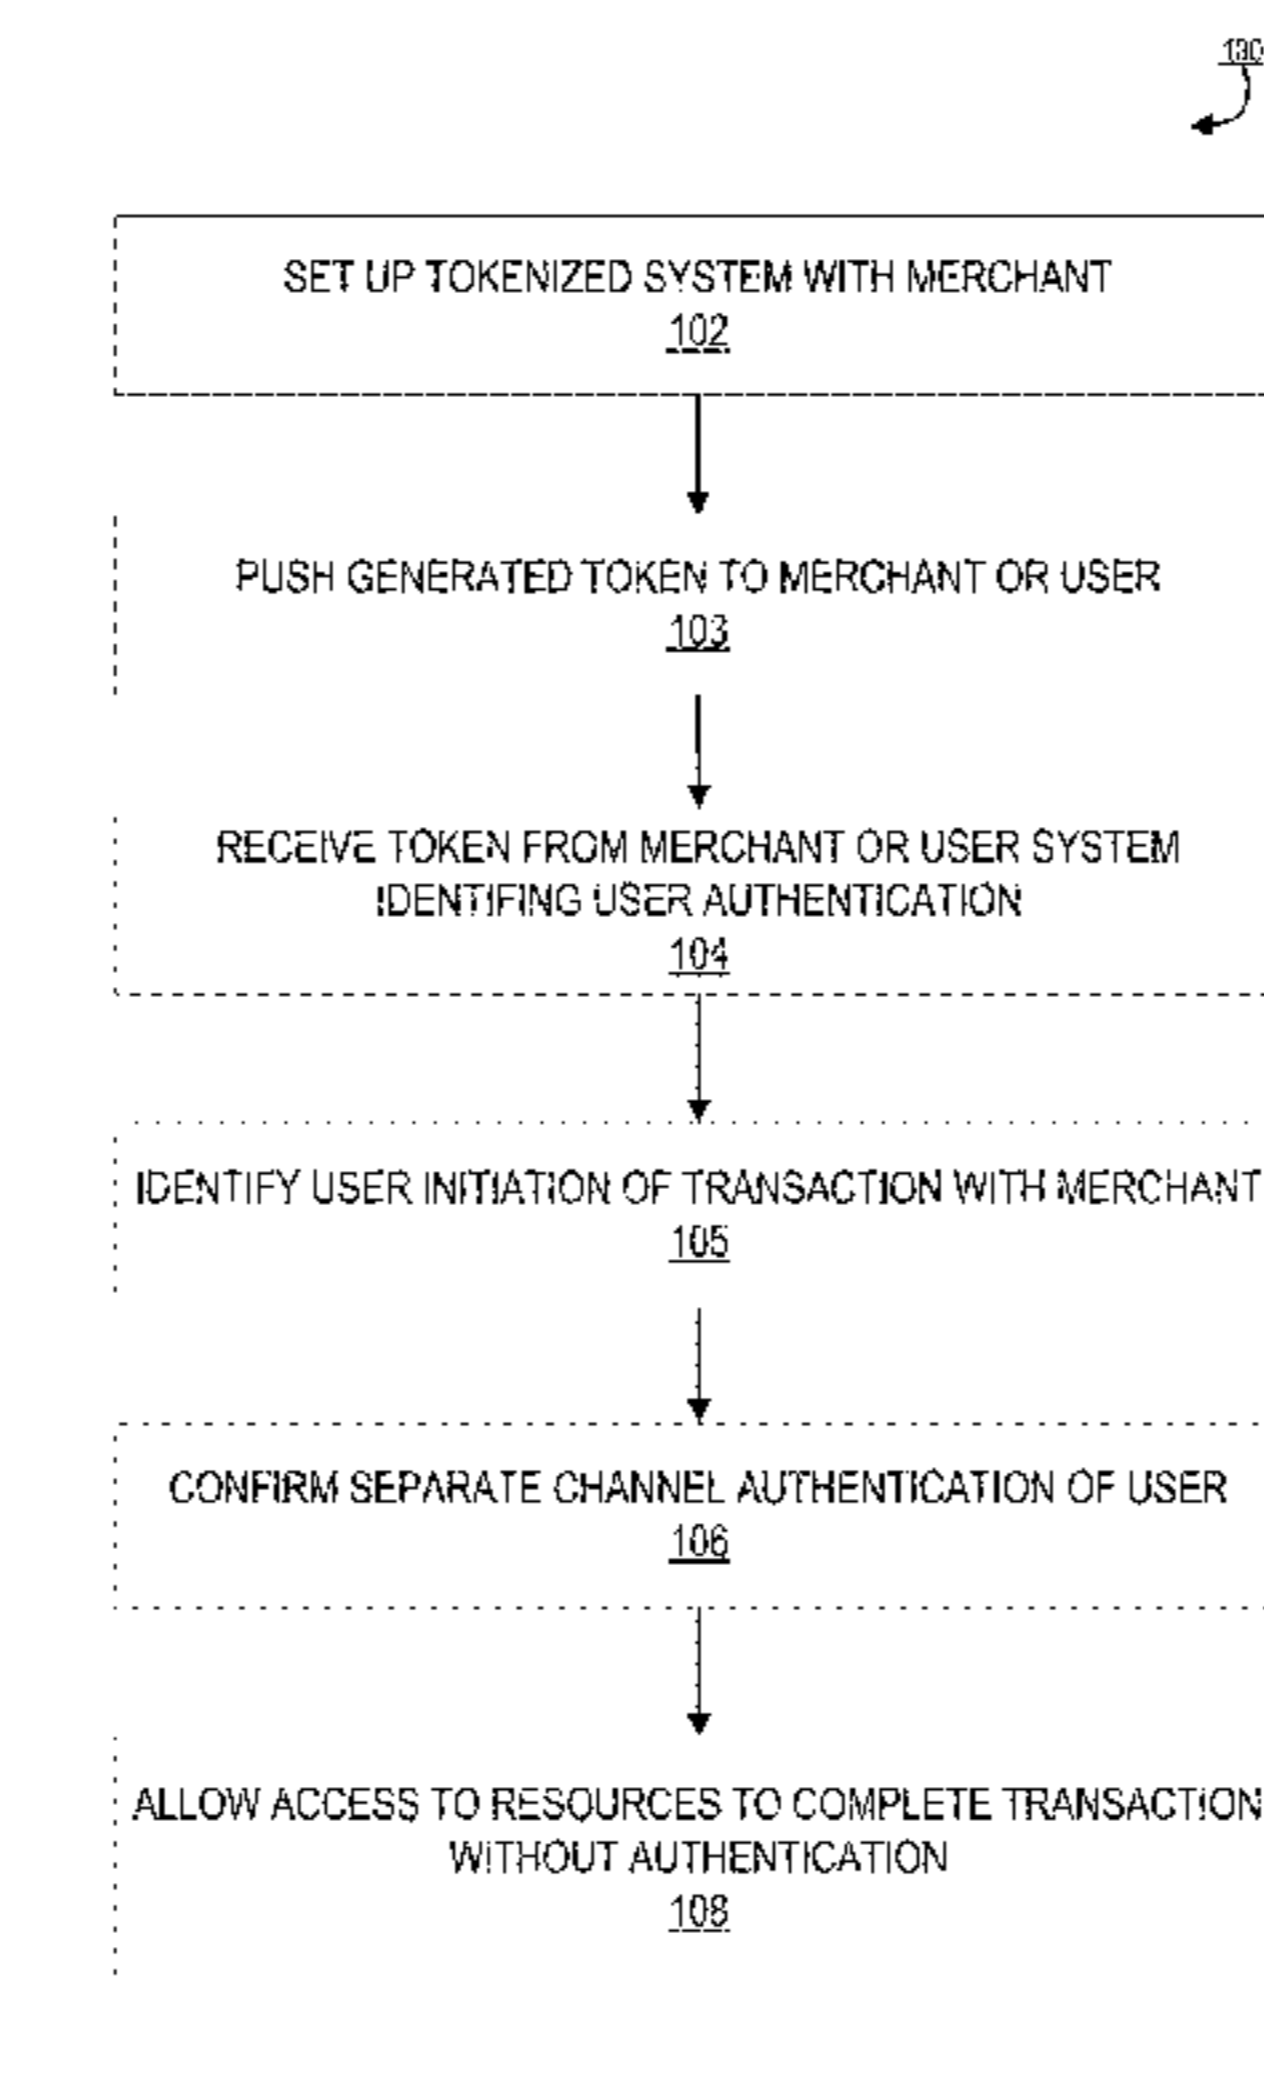 SET UP TOKENIZED SYSTEM WITH MERCHANT
102
PUSH GENERATED TOKEN TO MERCHANT OR USER
103
RECEIVE TOKEN FROM MERCHANT OR USER SYSTEM
IDENTIFING USER AUTHENTICATION
104
IDENTIFY USER INITIATION OF TRANSACTION WITH MERCHANT
105
CONFIRM SEPARATE CHANNEL AUTHENTICATION OF USER
106
ALLOW ACCESS TO RESOURCES TO COMPLETE TRANSACTION
WITHOUT AUTHENTICATION
108